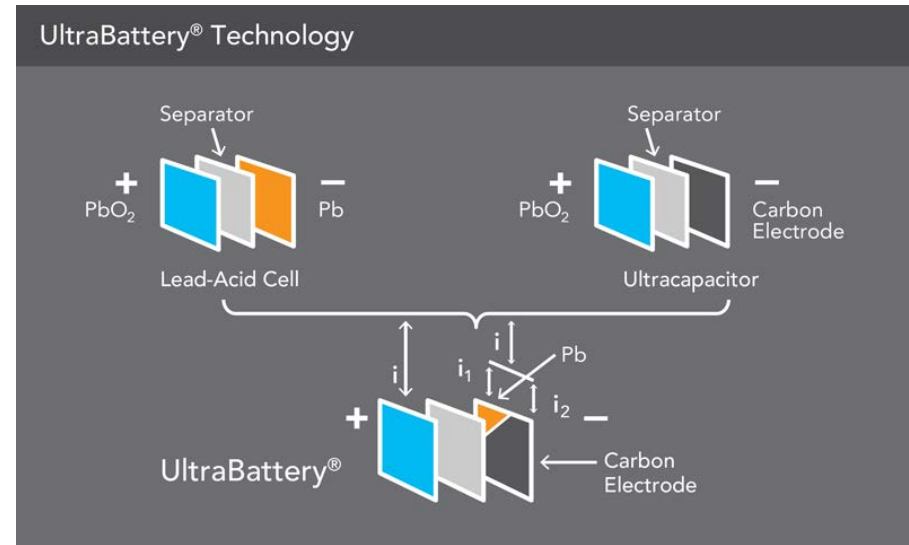 UltraBattery® Technology
Separator
+
PbO₂
−
Pb
Lead-Acid Cell
Separator
+
PbO₂
−
Carbon
Electrode
Ultracapacitor
i
i
i₁
Pb
i₂
+
−
UltraBattery®
Carbon
Electrode